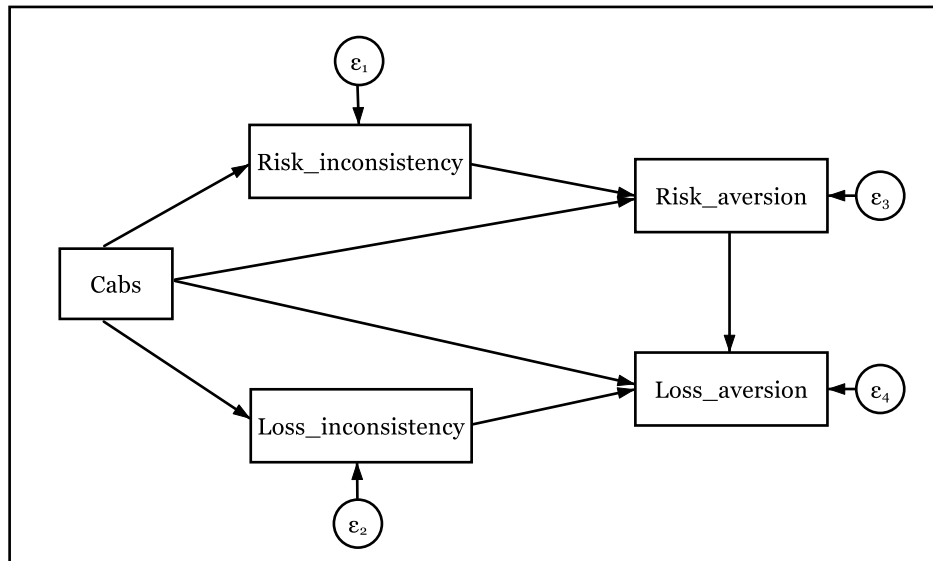 ε₁
Risk_inconsistency
Risk_aversion
ε₃
Cabs
Loss_aversion
ε₄
Loss_inconsistency
ε₂